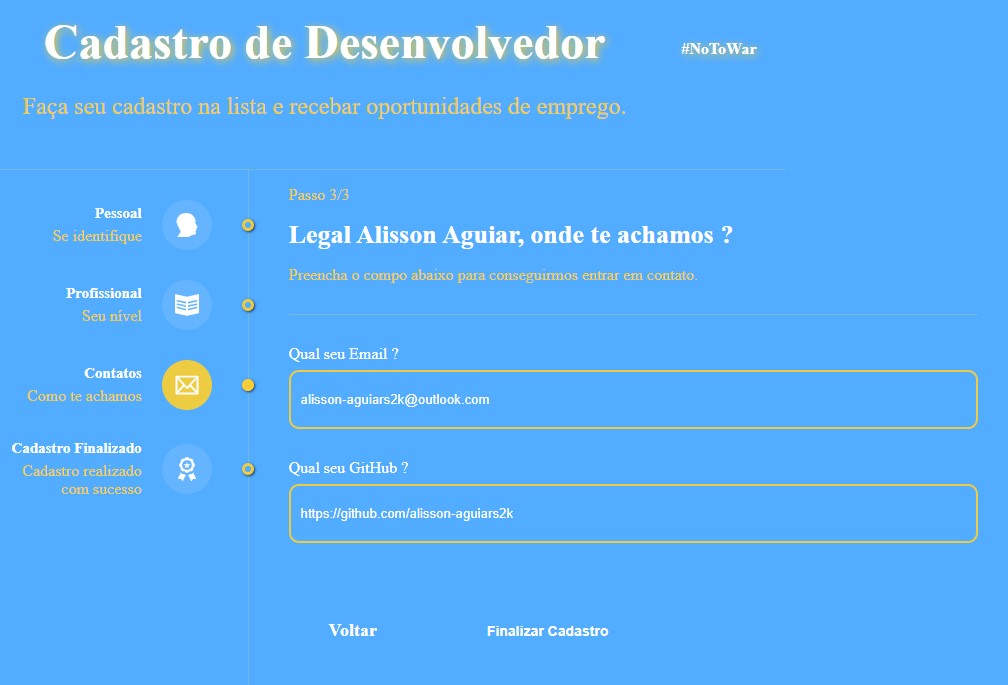 Cadastro de Desenvolvedor
#NoToWar
Faça seu cadastro na lista e recebar oportunidades de emprego.
Pessoal
Se identifique
Profissional
Seu nível
Contatos
Como te achamos
Cadastro Finalizado
Cadastro realizado
com sucesso
Passo 3/3
Legal Alisson Aguiar, onde te achamos ?
Preencha o compo abaixo para conseguirmos entrar em contato.
Qual seu Email ?
alisson-aguiars2k@outlook.com
Qual seu GitHub ?
https://github.com/alisson-aguiars2k
Voltar
Finalizar Cadastro